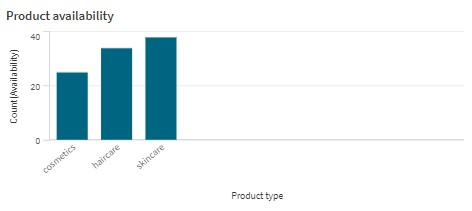 Product availability
Count(Availability)
40
20
0
cosmetics
haircare
skincare
Product type